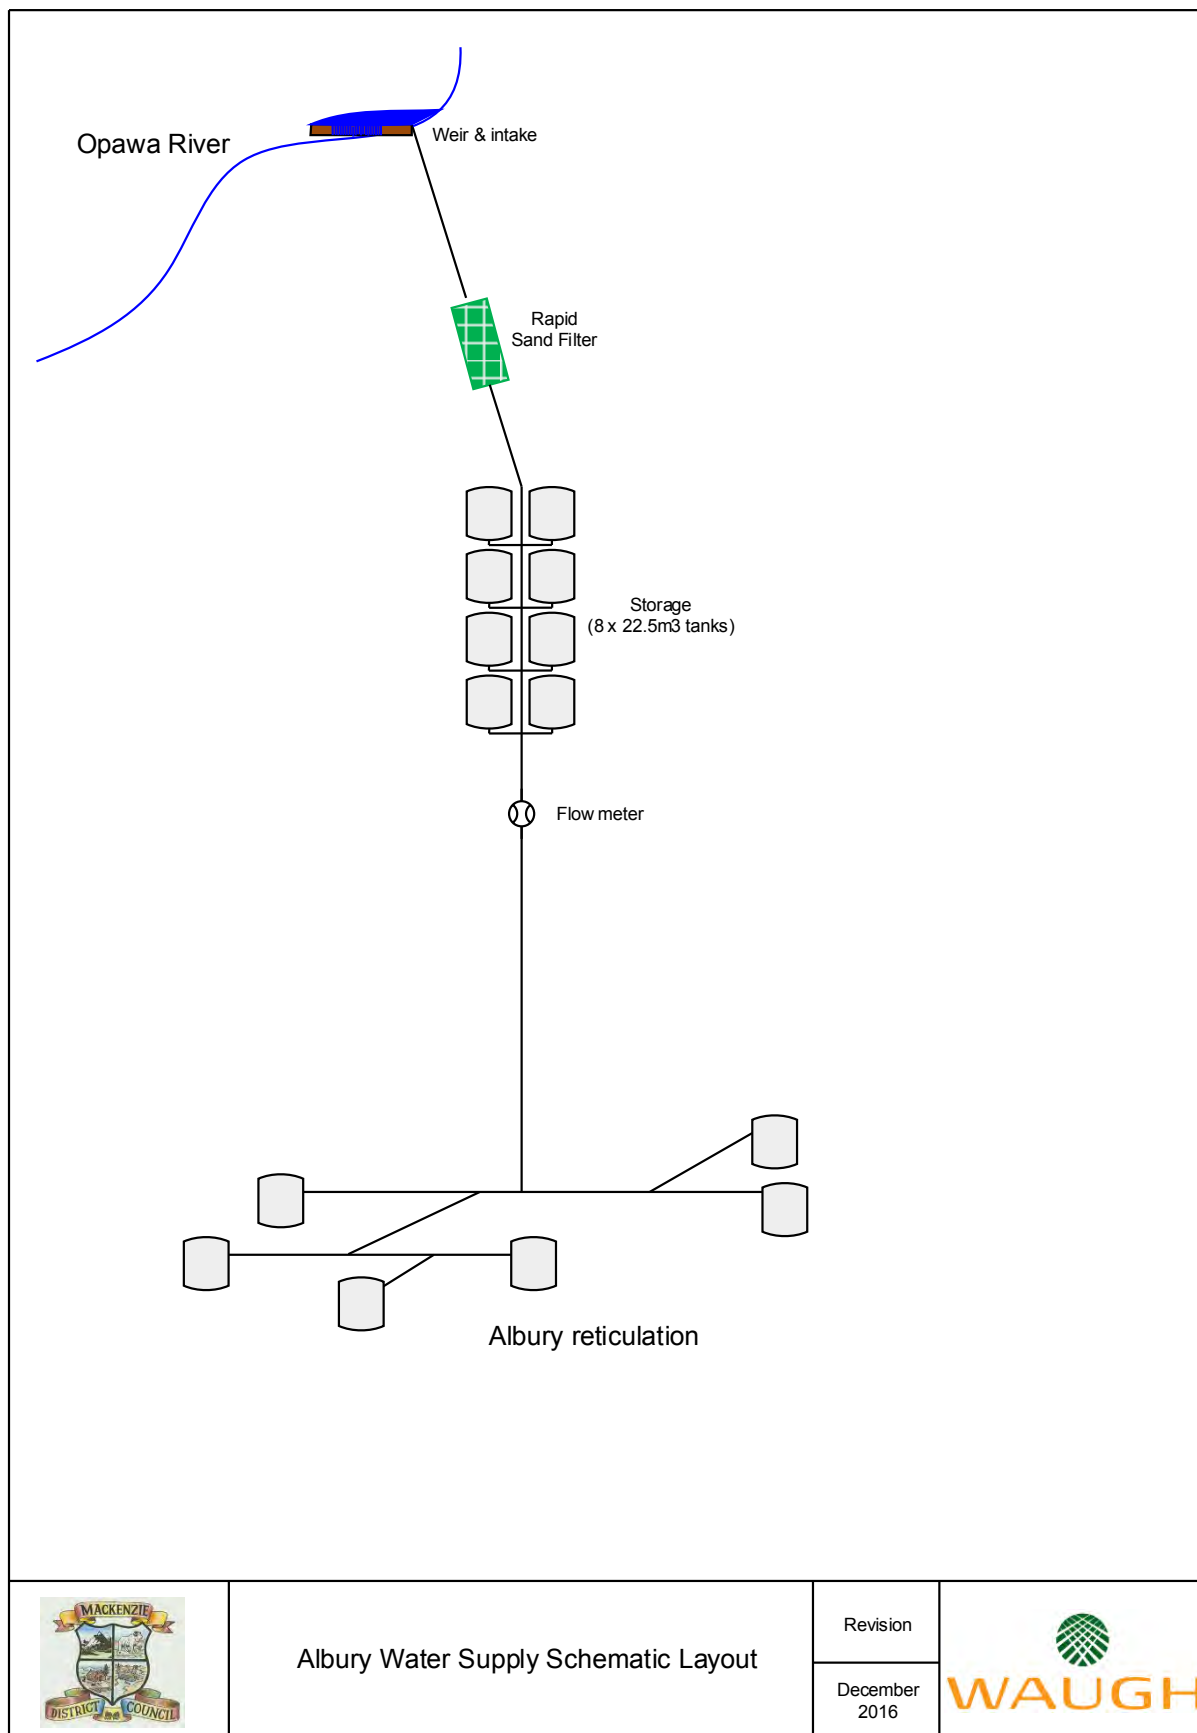 Opawa River
Weir & intake
Rapid
Sand Filter
Storage
(8 x 22.5m3 tanks)
Flow meter
Albury reticulation
MACKENZIE
DISTRICT COUNCIL
Albury Water Supply Schematic Layout
Revision
December
2016
WAUGH